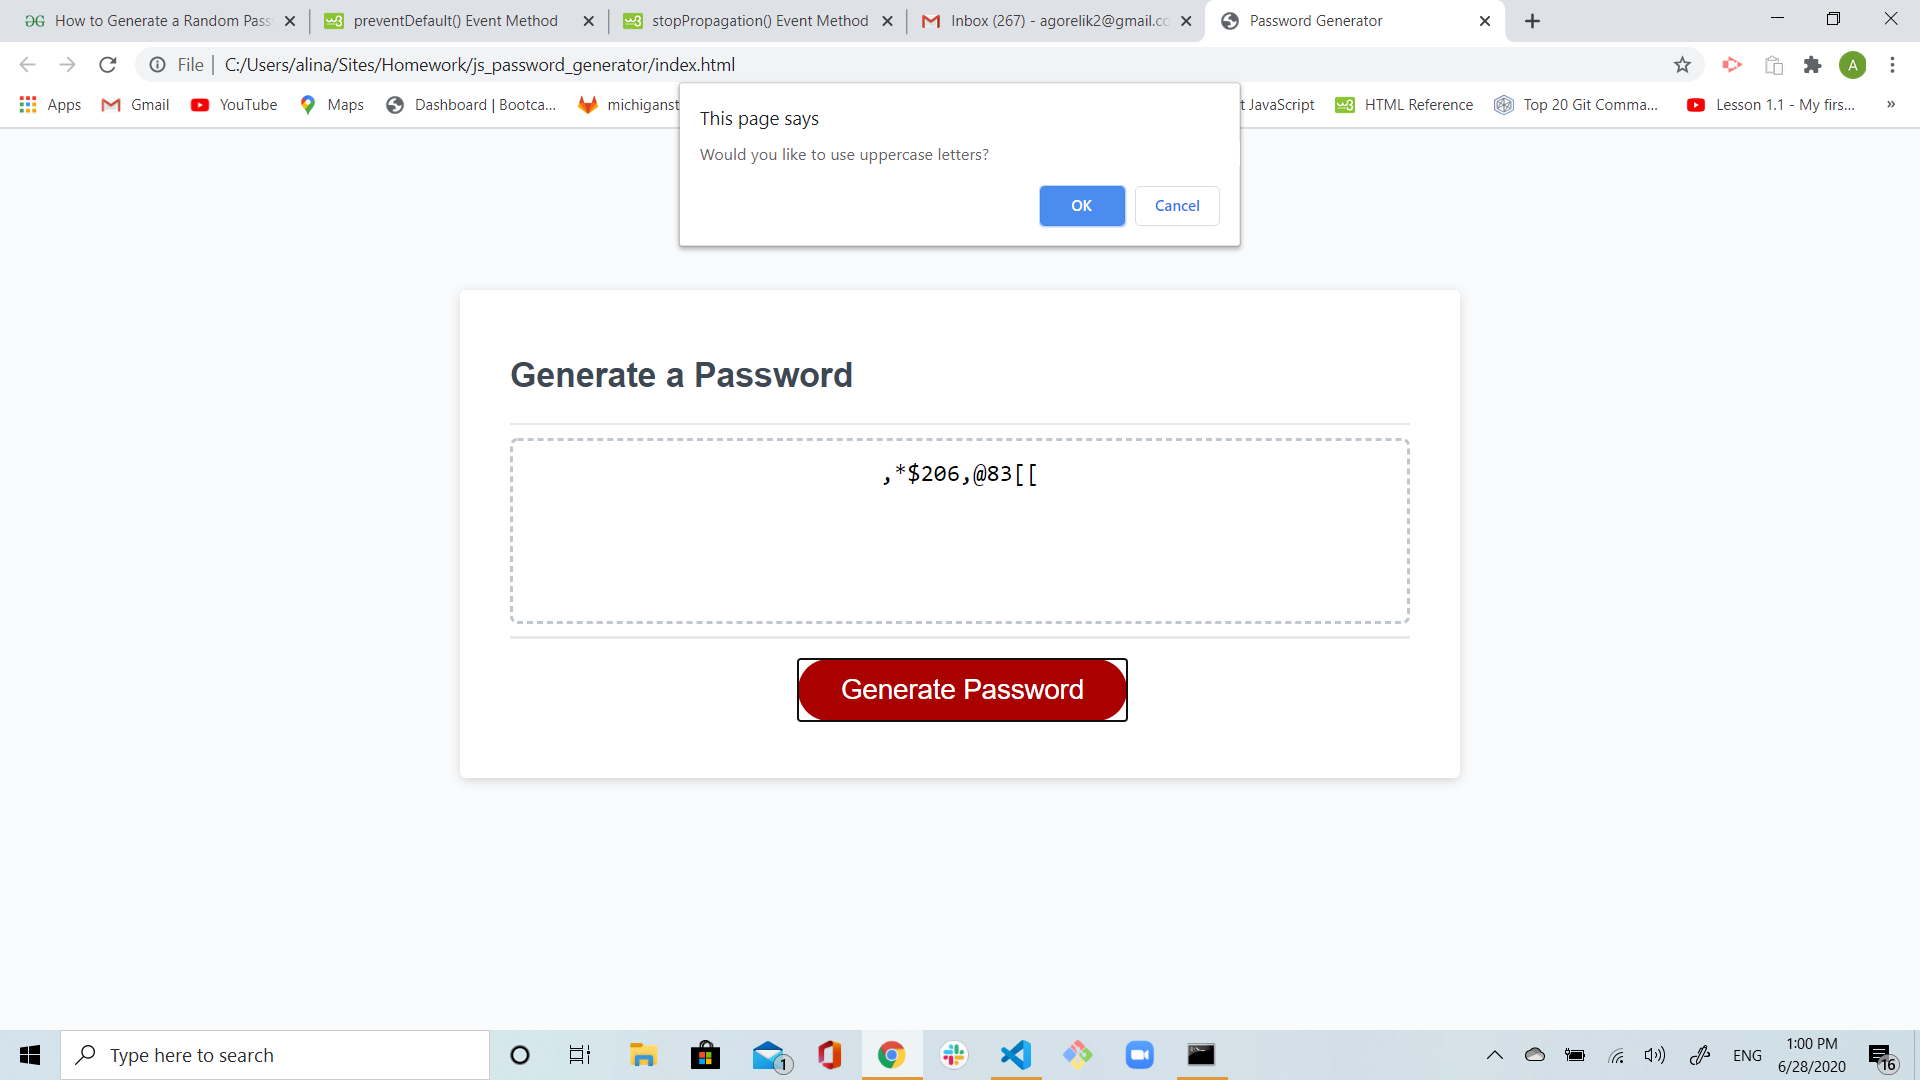 How to Generate a Random Pass
preventDefault() Event Method
stopPropagation() Event Method
Inbox (267) - agorelik2@gmail.co
Password Generator
File | C:/Users/alina/Sites/Homework/js_password_generator/index.html
A
Apps
Gmail
YouTube
Maps
Dashboard | Bootca...
michiganst
t JavaScript
HTML Reference
Top 20 Git Comma...
Lesson 1.1 - My firs...
»
This page says
Would you like to use uppercase letters?
OK
Cancel
Generate a Password
,*$206,@83[[
Generate Password
Type here to search
1
ENG
1:00 PM
6/28/2020
16